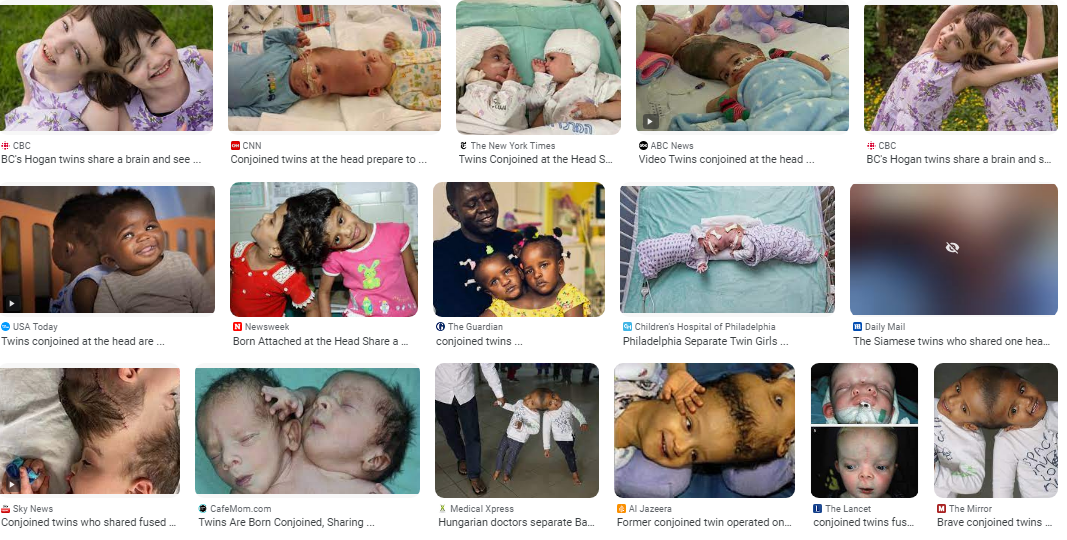 CBC
BC's Hogan twins share a brain and see ...
CNN
Conjoined twins at the head prepare to ...
The New York Times
Twins Conjoined at the Head S...
ABC News
Video Twins conjoined at the head ...
CBC
BC's Hogan twins share a brain and s...
USA Today
Twins conjoined at the head are ...
Newsweek
Born Attached at the Head Share a ...
The Guardian
conjoined twins ...
Children's Hospital of Philadelphia
Philadelphia Separate Twin Girls ...
Daily Mail
The Siamese twins who shared one hea...
Sky News
Conjoined twins who shared fused ...
CafeMom.com
Twins Are Born Conjoined, Sharing ...
Medical Xpress
Hungarian doctors separate Ba...
Al Jazeera
Former conjoined twin operated on...
The Lancet
conjoined twins fus...
The Mirror
Brave conjoined twins ...